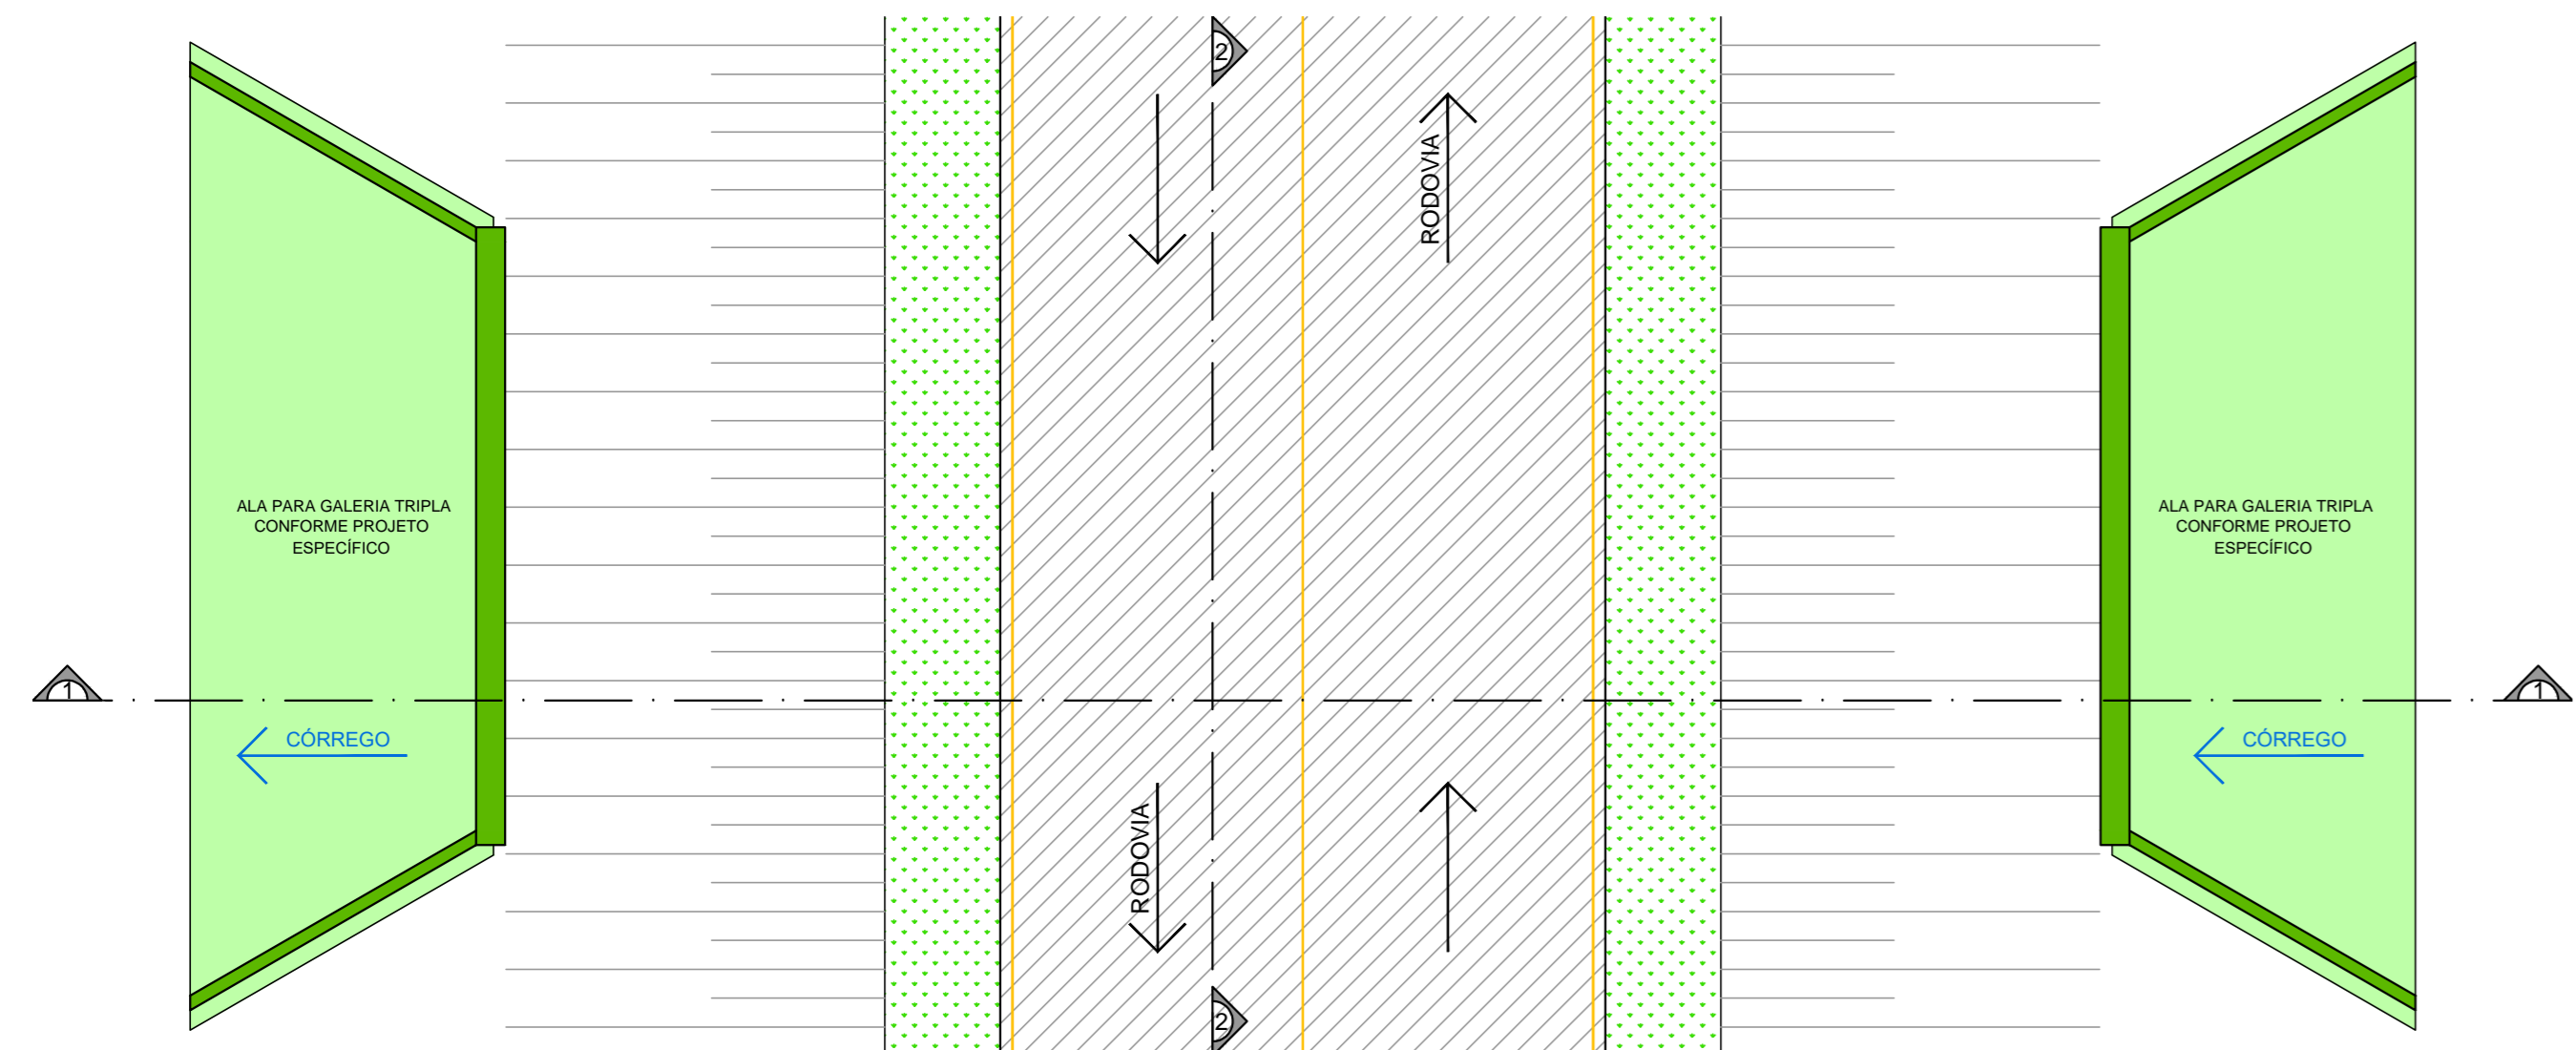 2
RODOVIA
ALA PARA GALERIA TRIPLA
CONFORME PROJETO
ESPECÍFICO
ALA PARA GALERIA TRIPLA
CONFORME PROJETO
ESPECÍFICO
1
1
CÓRREGO
CÓRREGO
RODOVIA
2